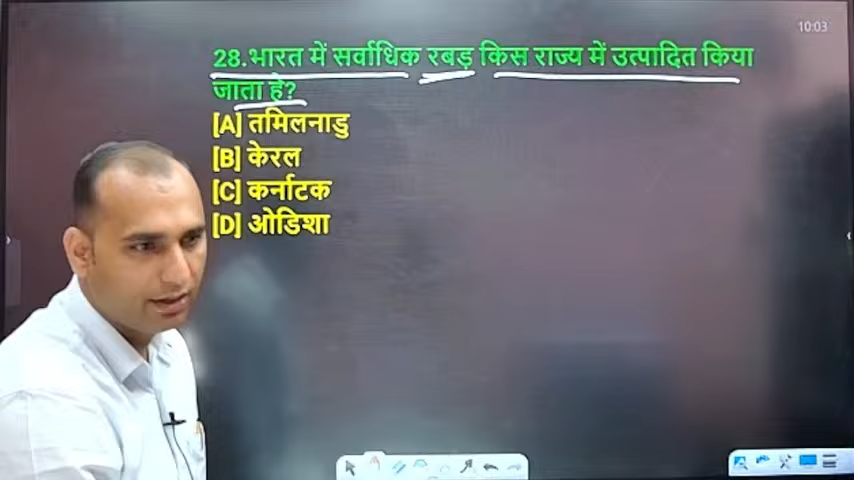 10:03
28.भारत में सर्वाधिक रबड़ किस राज्य में उत्पादित किया
जाता हे?
[A] तमिलनाडु
[B] केरल
[C] कर्नाटक
[D] ओडिशा